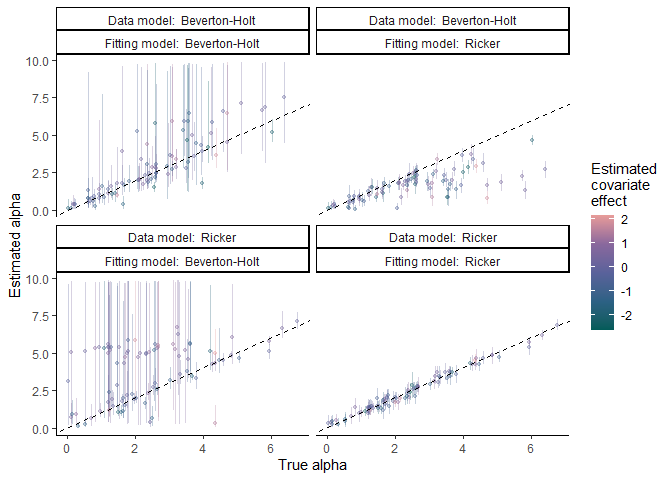 Data model: Beverton-Holt
Fitting model: Beverton-Holt
Data model: Beverton-Holt
Fitting model: Ricker
10.0
7.5
5.0
2.5
0.0
Data model: Ricker
Fitting model: Beverton-Holt
Data model: Ricker
Fitting model: Ricker
10.0
7.5
5.0
2.5
0.0
0
2
4
6
0
2
4
6
True alpha
Estimated alpha
Estimated
covariate
effect
2
1
0
-1
-2